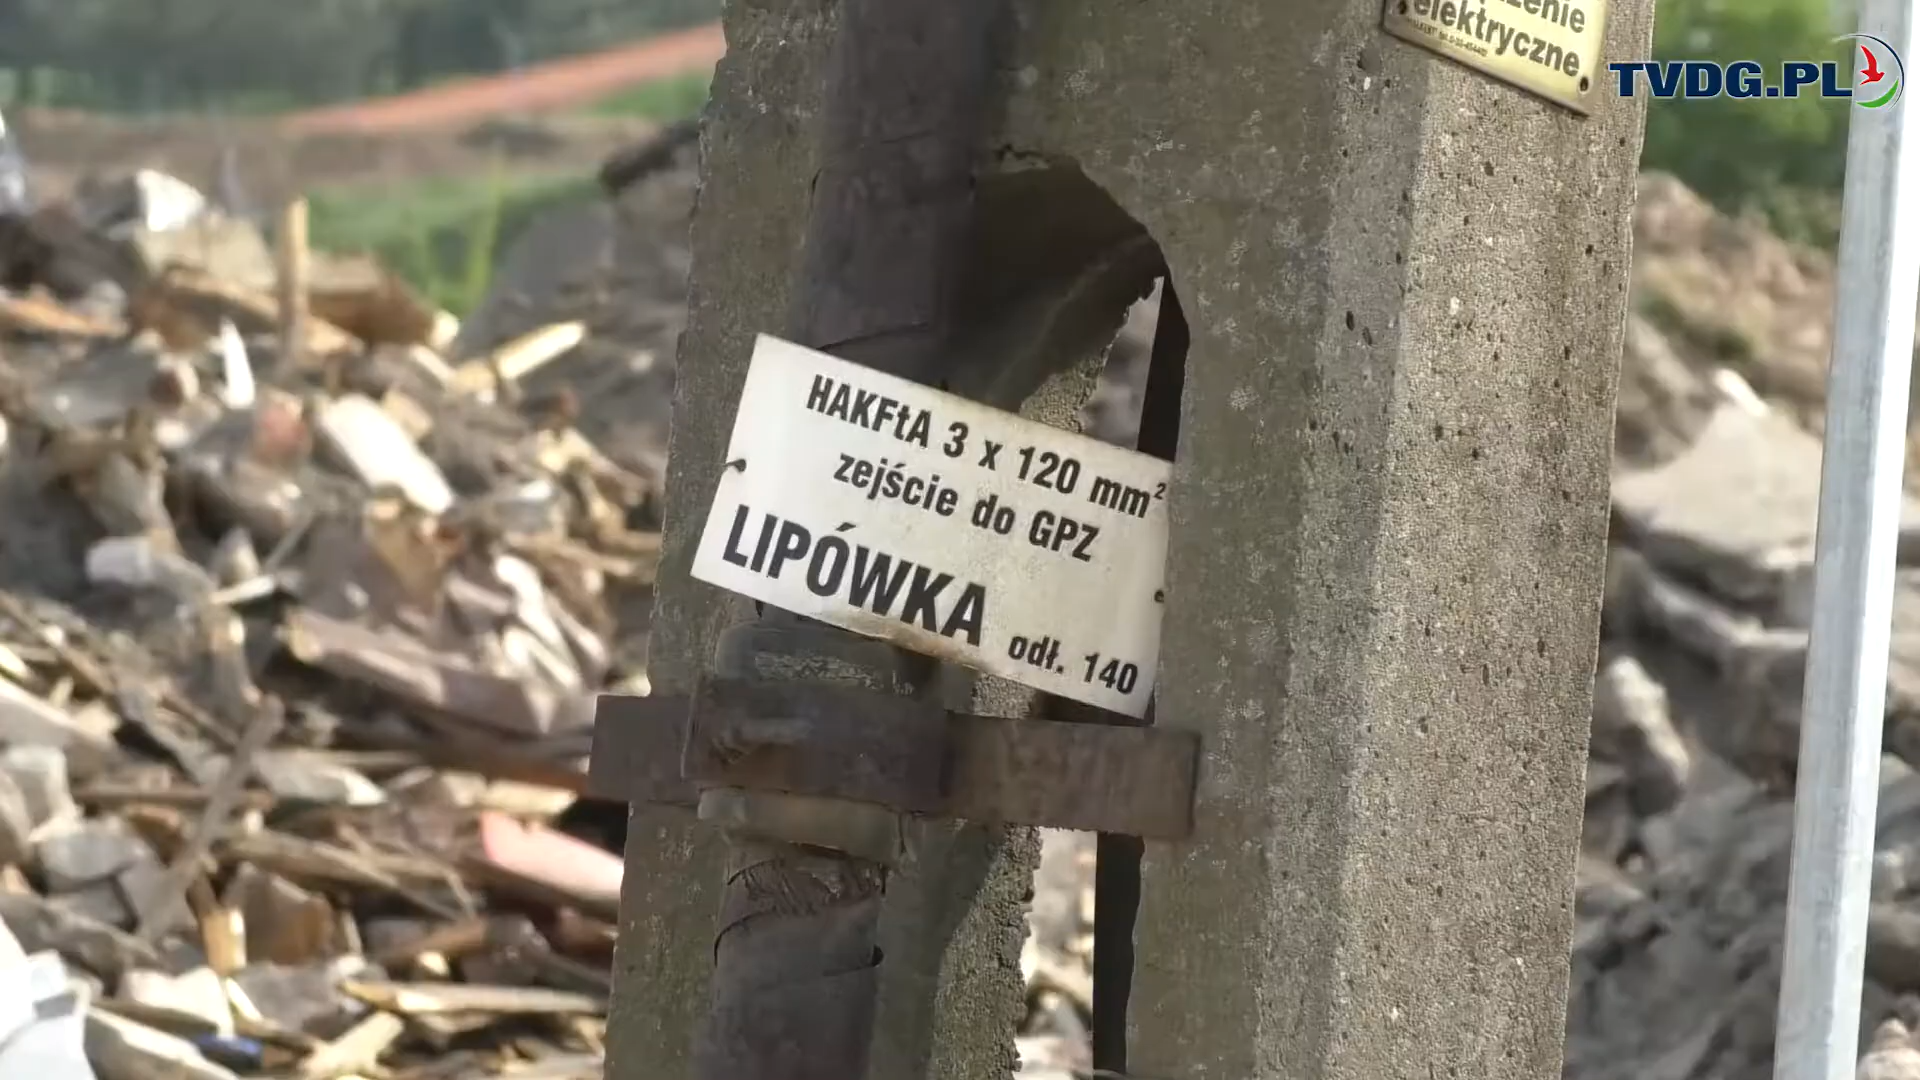 elektryczne
TVDG.PL
HAKFtA 3 x 120 mm²
zejście do GPZ
LIPÓWKA odł. 140